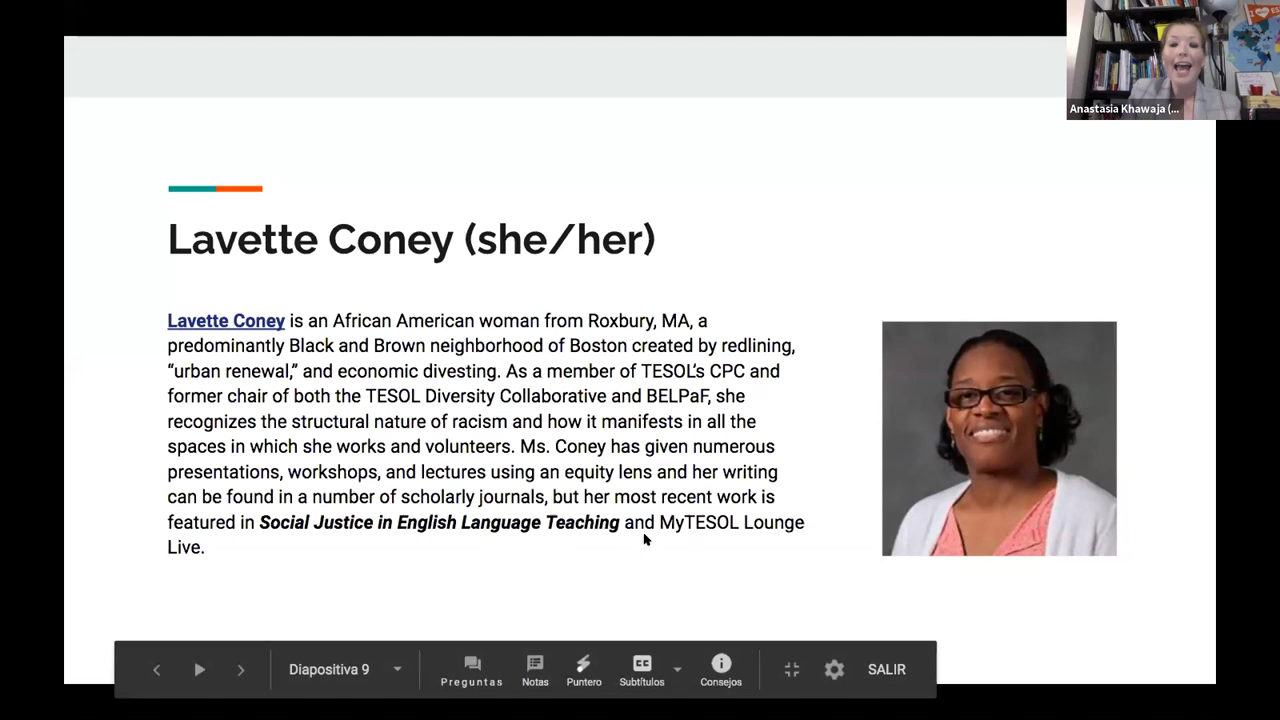 Anastasia Khawaja (...
Lavette Coney (she/her)
Lavette Coney is an African American woman from Roxbury, MA, a
predominantly Black and Brown neighborhood of Boston created by redlining,
“urban renewal,” and economic divesting. As a member of TESOL’s CPC and
former chair of both the TESOL Diversity Collaborative and BELPaF, she
recognizes the structural nature of racism and how it manifests in all the
spaces in which she works and volunteers. Ms. Coney has given numerous
presentations, workshops, and lectures using an equity lens and her writing
can be found in a number of scholarly journals, but her most recent work is
featured in Social Justice in English Language Teaching and MyTESOL Lounge
Live.
Diapositiva 9
Preguntas
Notas
Puntero
Subtítulos
Consejos
SALIR